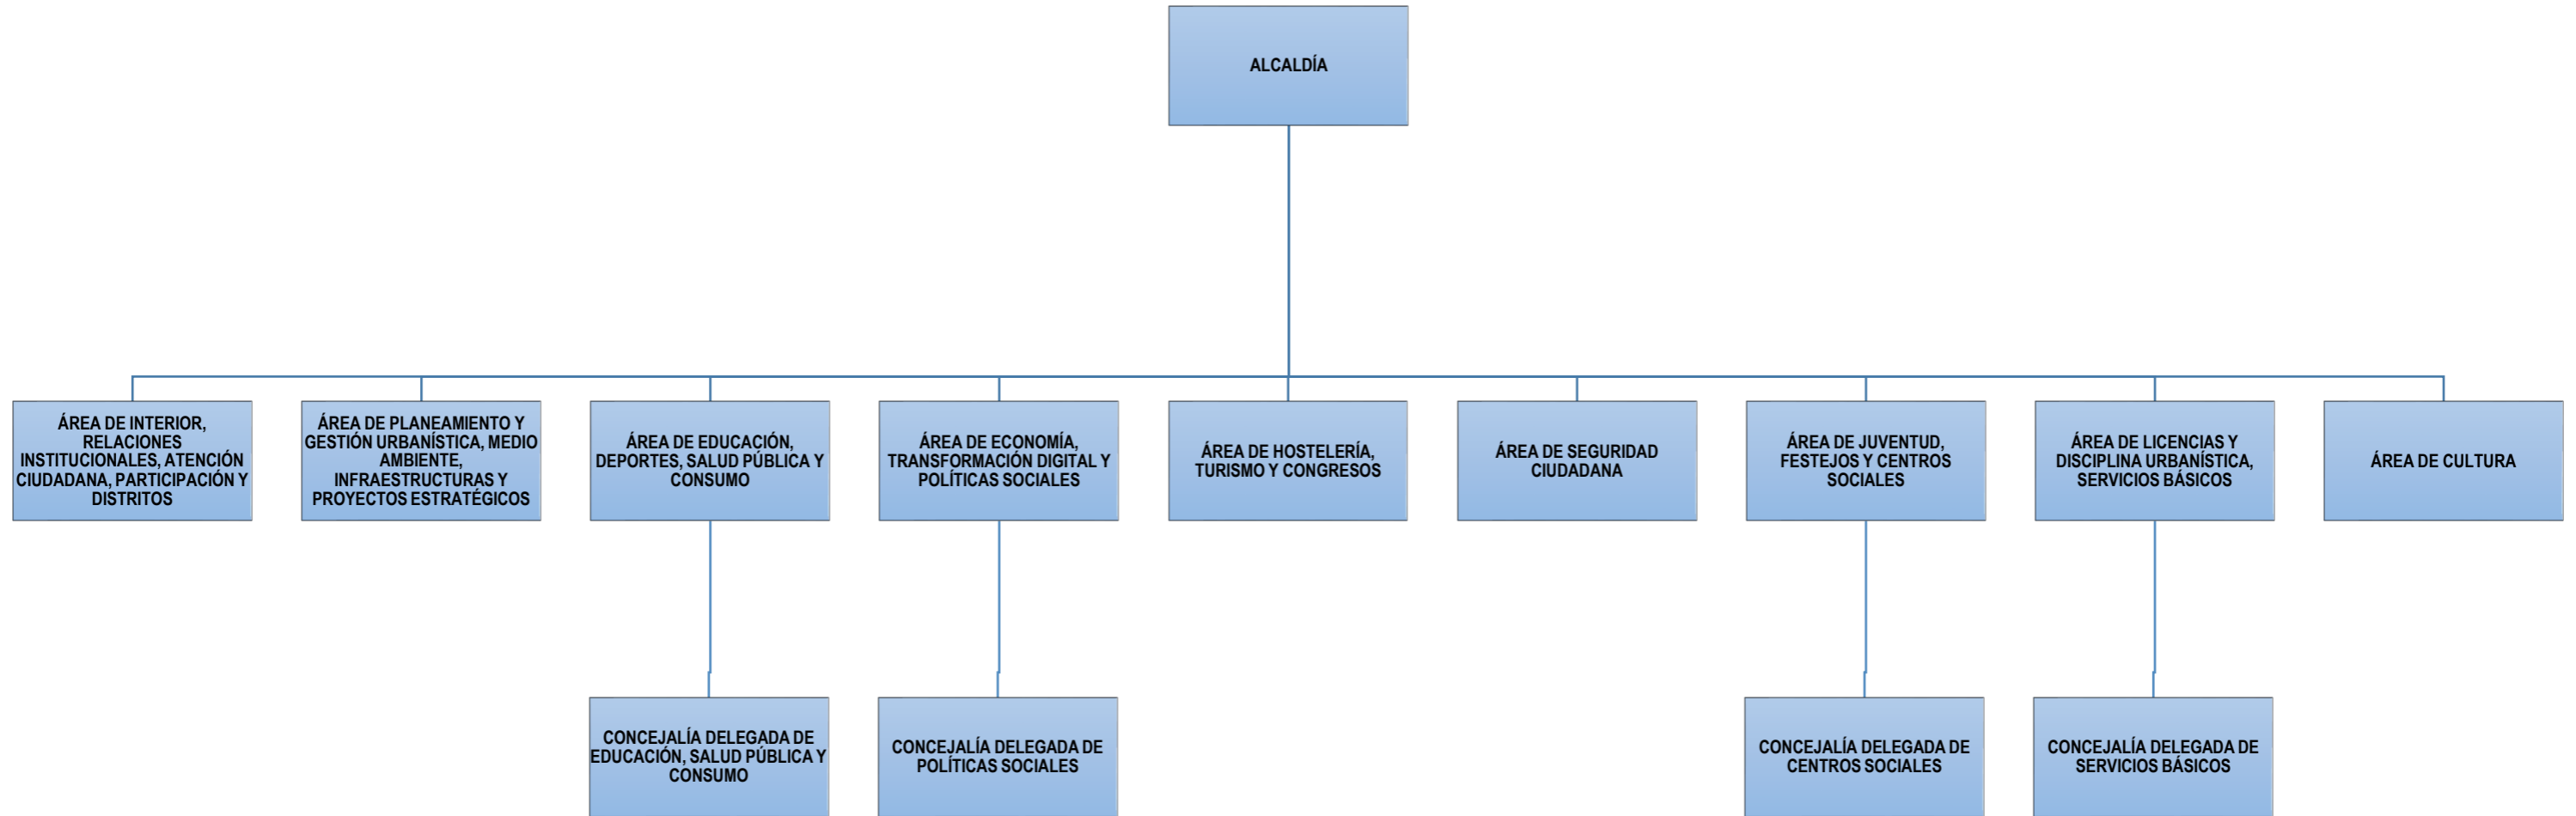 ALCALDÍA
ÁREA DE INTERIOR,
RELACIONES
INSTITUCIONALES, ATENCIÓN
CIUDADANA, PARTICIPACIÓN Y
DISTRITOS
ÁREA DE PLANEAMIENTO Y
GESTIÓN URBANÍSTICA, MEDIO
AMBIENTE,
INFRAESTRUCTURAS Y
PROYECTOS ESTRATÉGICOS
ÁREA DE EDUCACIÓN,
DEPORTES, SALUD PÚBLICA Y
CONSUMO
ÁREA DE ECONOMÍA,
TRANSFORMACIÓN DIGITAL Y
POLÍTICAS SOCIALES
ÁREA DE HOSTELERÍA,
TURISMO Y CONGRESOS
ÁREA DE SEGURIDAD
CIUDADANA
ÁREA DE JUVENTUD,
FESTEJOS Y CENTROS
SOCIALES
ÁREA DE LICENCIAS Y
DISCIPLINA URBANÍSTICA,
SERVICIOS BÁSICOS
ÁREA DE CULTURA
CONCEJALÍA DELEGADA DE
EDUCACIÓN, SALUD PÚBLICA Y
CONSUMO
CONCEJALÍA DELEGADA DE
POLÍTICAS SOCIALES
CONCEJALÍA DELEGADA DE
CENTROS SOCIALES
CONCEJALÍA DELEGADA DE
SERVICIOS BÁSICOS